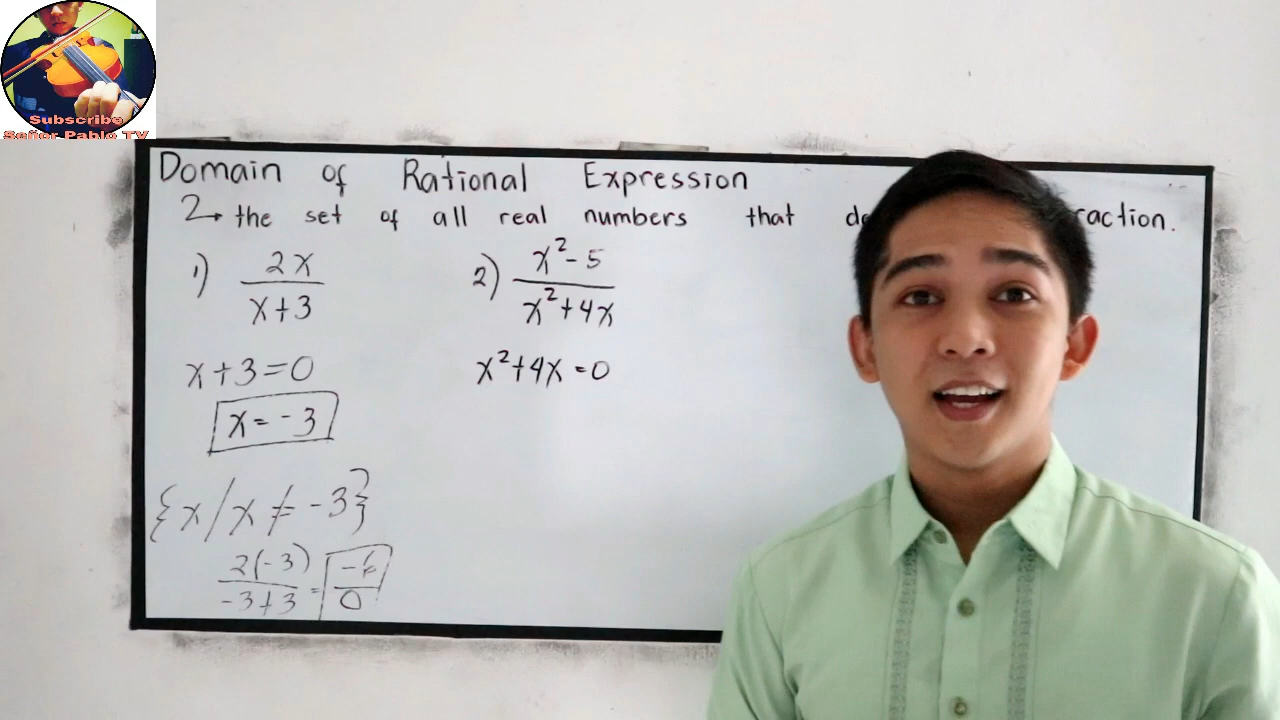 Subscribe
Señor Pablo TV
Domain of Rational Expression
↳ the set of all real numbers that de raction.
1) 2x
x+3
x+3=0
x=-3
{x/x≠-3}
2(-3)
-3+3
=
-6
0
2) x²-5
x²+4x
x²+4x=0